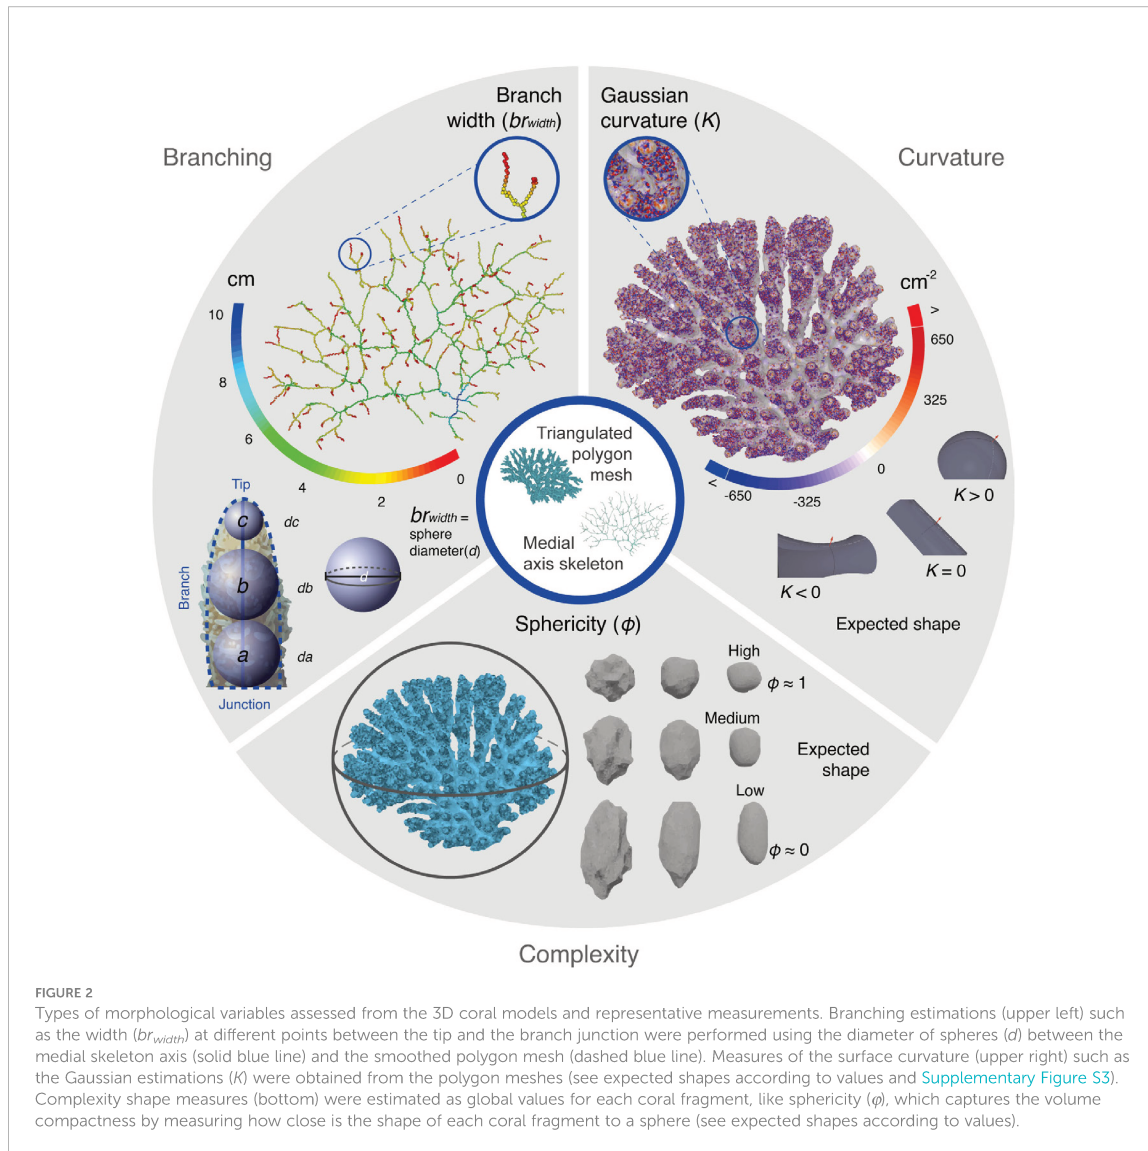 Branching
Branch
width (brwidth)
cm
10
8
6
4
2
0
Tip
c
dc
b
db
a
da
Branch
Junction
brwidth =
sphere
diameter(d)
d
Gaussian
curvature (K)
Curvature
cm-2
>
650
325
0
-325
-650
<
K > 0
K = 0
K < 0
Expected shape
Triangulated
polygon
mesh
Medial
axis skeleton
Sphericity (ϕ)
High
ϕ ≈ 1
Medium
Expected
shape
Low
ϕ ≈ 0
Complexity
FIGURE 2
Types of morphological variables assessed from the 3D coral models and representative measurements. Branching estimations (upper left) such
as the width (brwidth) at different points between the tip and the branch junction were performed using the diameter of spheres (d) between the
medial skeleton axis (solid blue line) and the smoothed polygon mesh (dashed blue line). Measures of the surface curvature (upper right) such as
the Gaussian estimations (K) were obtained from the polygon meshes (see expected shapes according to values and Supplementary Figure S3).
Complexity shape measures (bottom) were estimated as global values for each coral fragment, like sphericity (φ), which captures the volume
compactness by measuring how close is the shape of each coral fragment to a sphere (see expected shapes according to values).